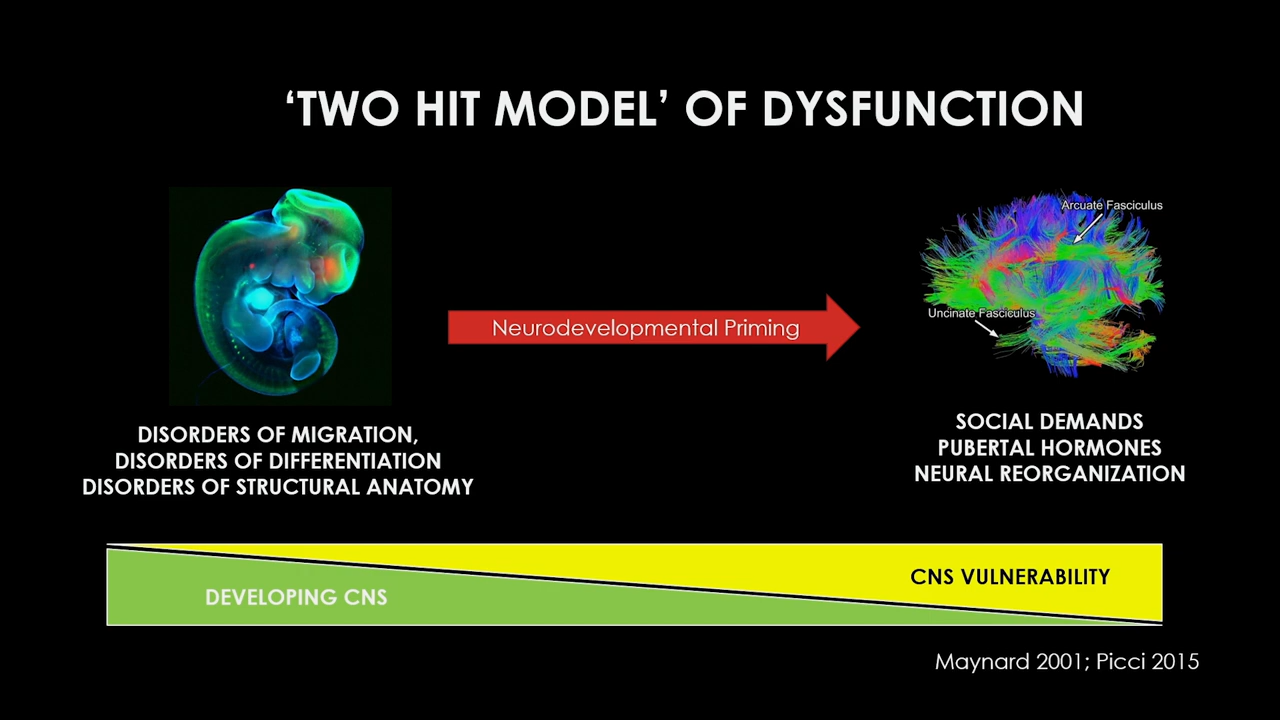 ‘TWO HIT MODEL’ OF DYSFUNCTION
Arcuate Fasciculus
Uncinate Fasciculus
Neurodevelopmental Priming
DISORDERS OF MIGRATION,
DISORDERS OF DIFFERENTIATION
DISORDERS OF STRUCTURAL ANATOMY
SOCIAL DEMANDS
PUBERTAL HORMONES
NEURAL REORGANIZATION
DEVELOPING CNS
CNS VULNERABILITY
Maynard 2001; Picci 2015